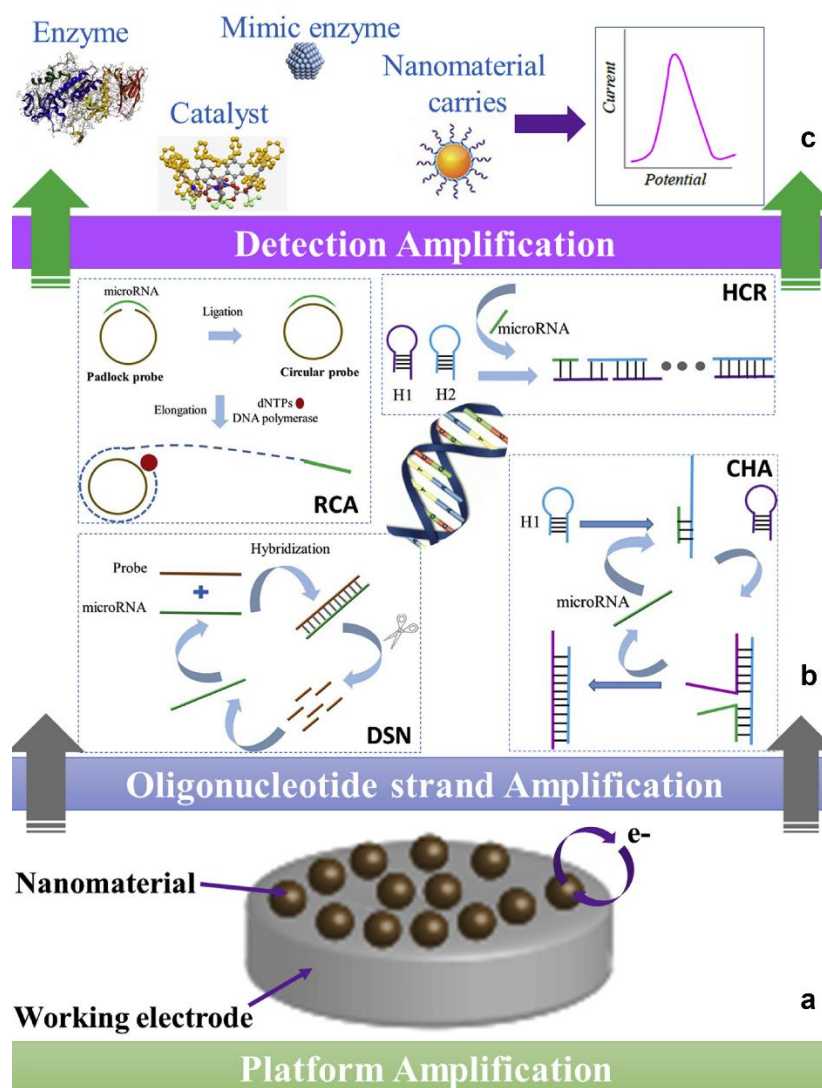 Enzyme
Mimic enzyme
Catalyst
Nanomaterial
carries
Current
Potential
c
Detection Amplification
microRNA
Ligation
Padlock probe
Circular probe
Elongation
dNTPs
DNA polymerase
RCA
HCR
microRNA
H1
H2
CHA
H1
microRNA
Hybridization
Probe
+
microRNA
DSN
b
Oligonucleotide strand Amplification
e-
Nanomaterial
Working electrode
a
Platform Amplification